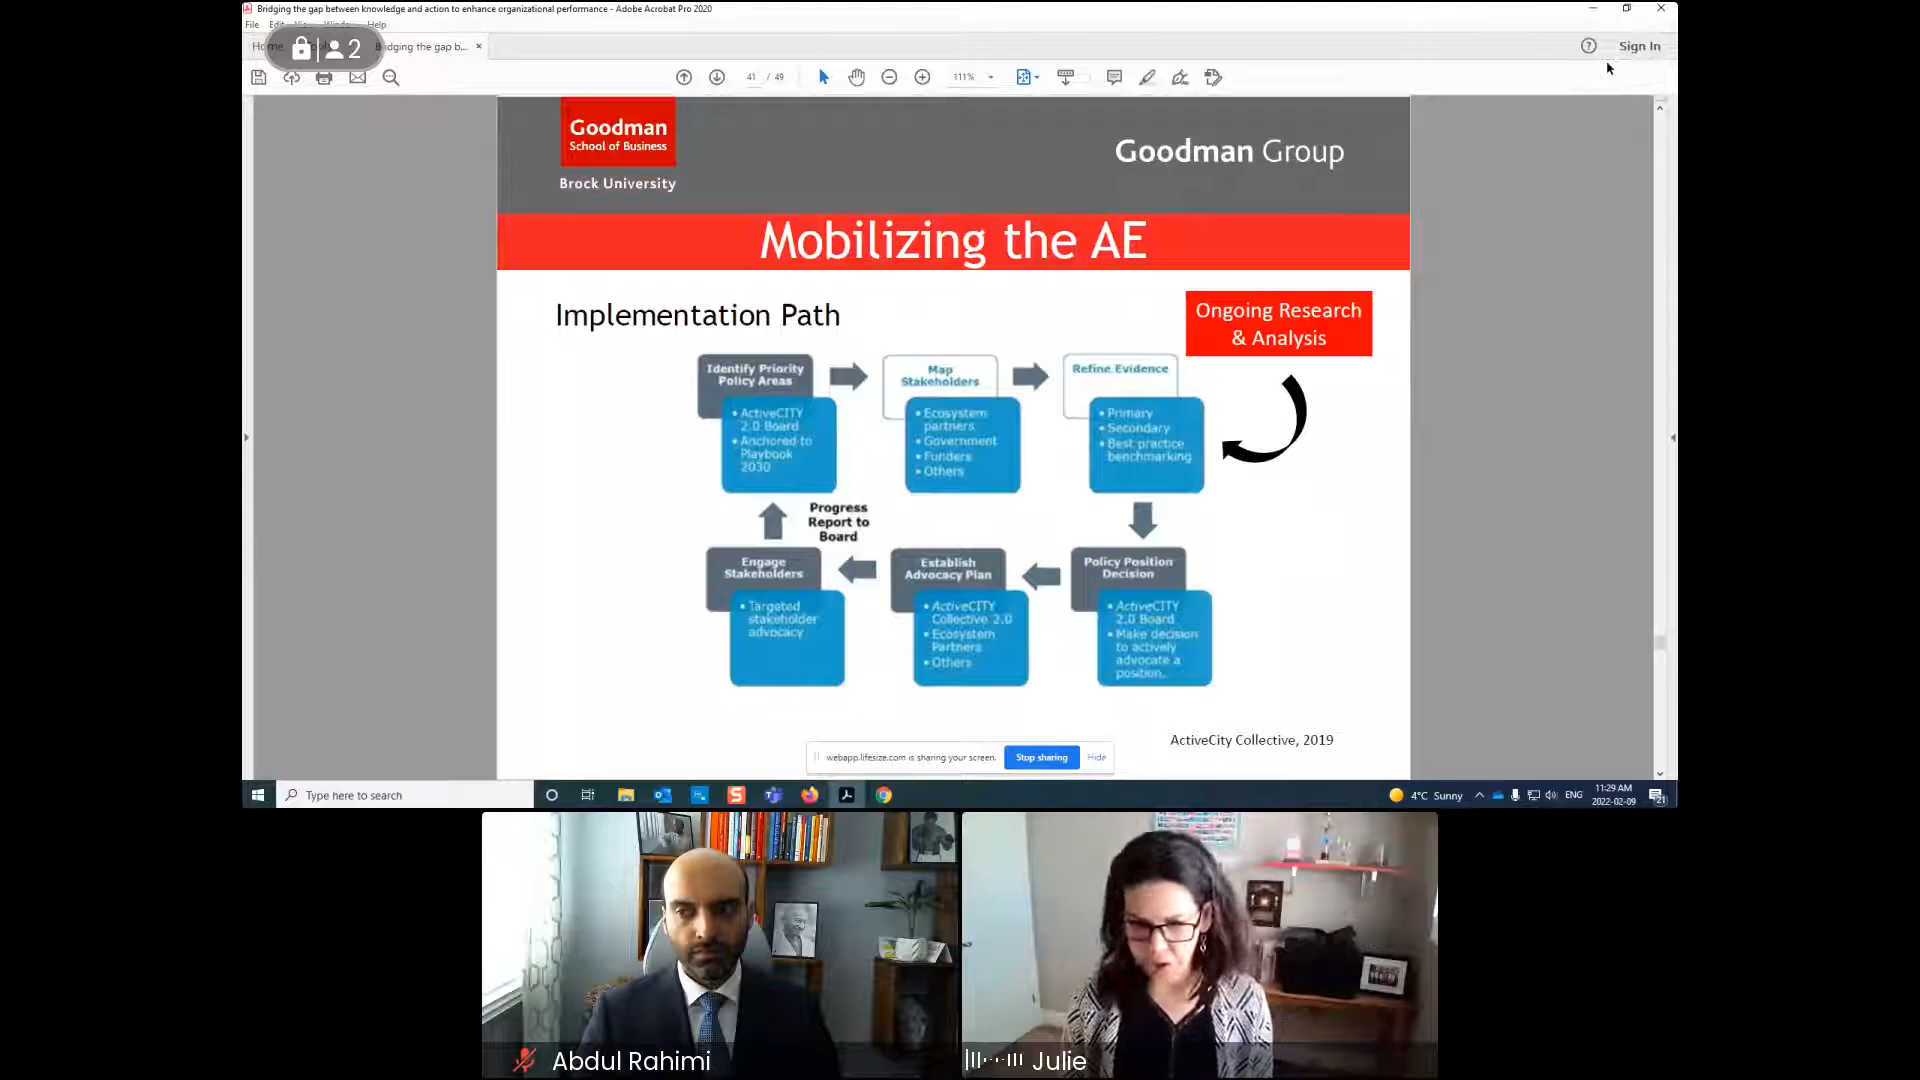 Bridging the gap between knowledge and action to enhance organizational performance - Adobe Acrobat Pro 2020
File Edit View Window Help
Home
Bridging the gap b... ×
2
Sign In
41 / 49
111%
Goodman
School of Business
Brock University
Goodman Group
Mobilizing the AE
Implementation Path
Ongoing Research
& Analysis
Identify Priority
Policy Areas
• ActiveCITY
2.0 Board
• Anchored to
Playbook
2030
Map
Stakeholders
• Ecosystem
partners
• Government
• Funders
• Others
Refine Evidence
• Primary
• Secondary
• Best practice
benchmarking
Progress
Report to
Board
Engage
Stakeholders
• Targeted
stakeholder
advocacy
Establish
Advocacy Plan
• ActiveCITY
Collective 2.0
• Ecosystem
Partners
• Others
Policy Position
Decision
• ActiveCITY
2.0 Board
• Make decision
to actively
advocate a
position.
ActiveCity Collective, 2019
webapp.lifesize.com is sharing your screen. Stop sharing Hide
Type here to search
4°C Sunny
ENG
11:29 AM
2022-02-09
21
Abdul Rahimi
Julie